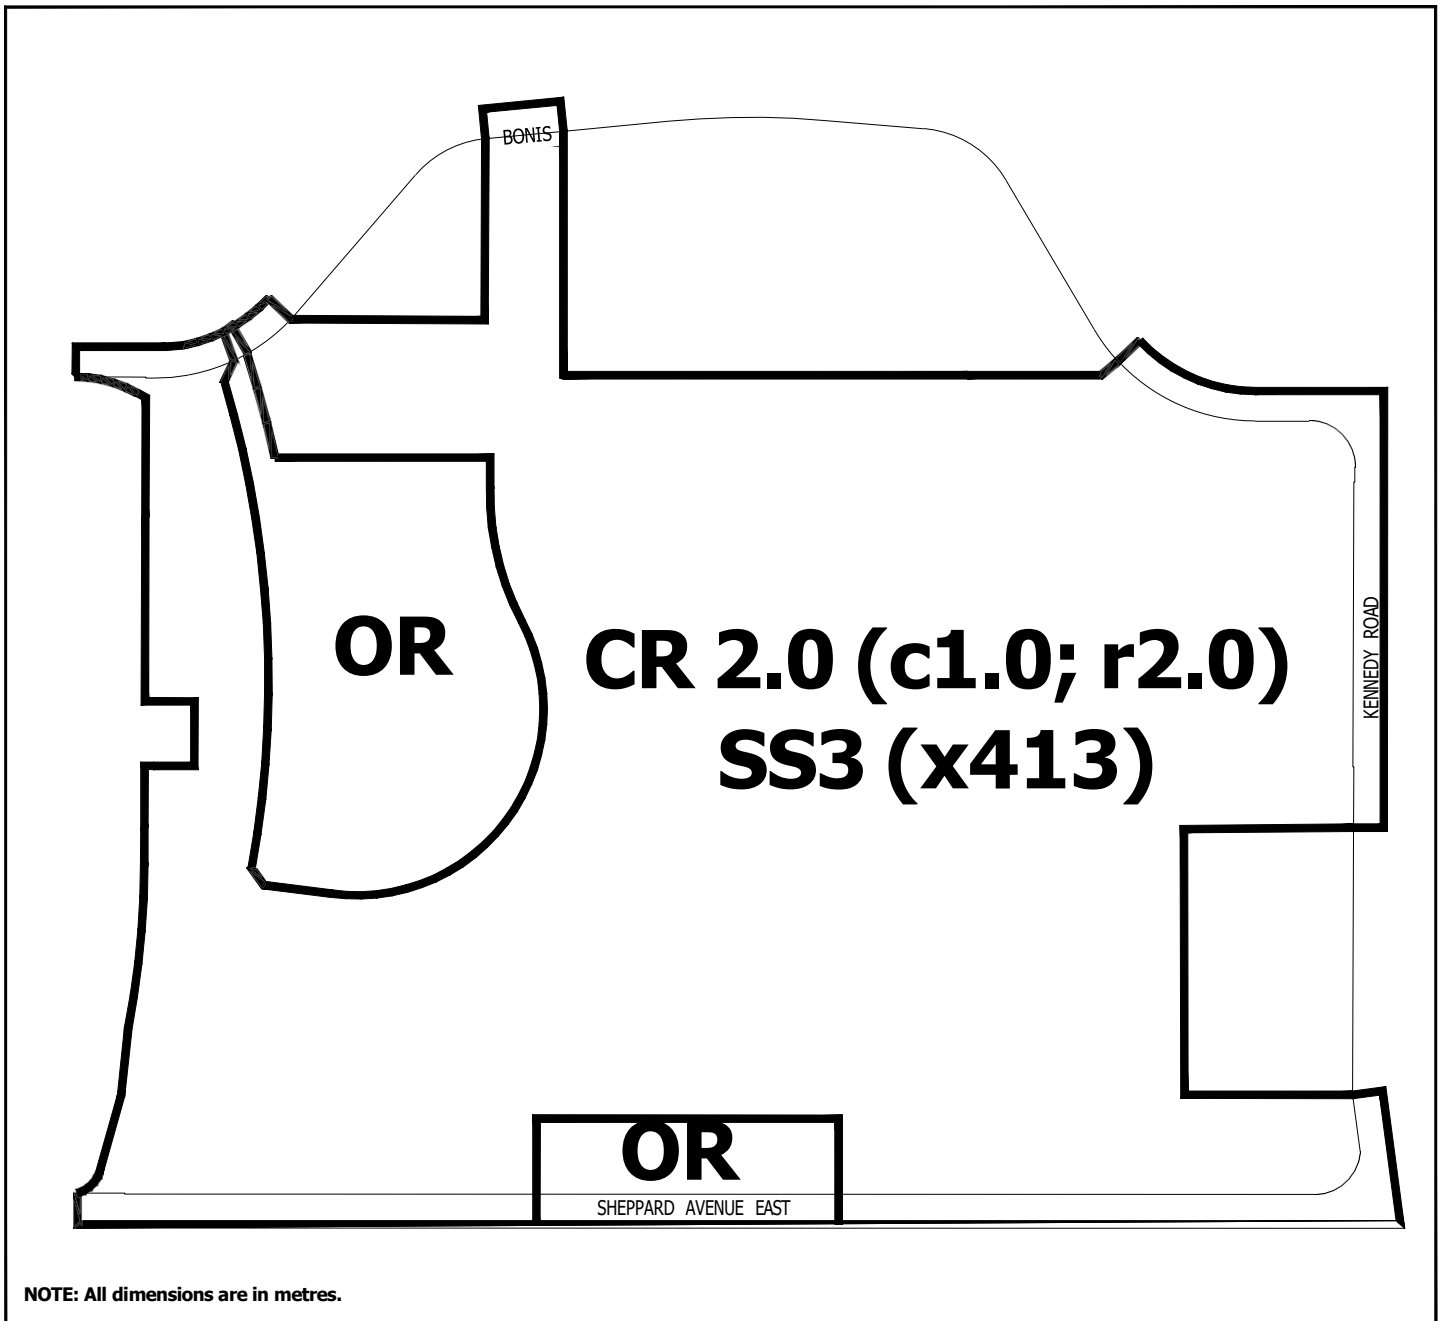 BONIS
OR
CR 2.0 (c1.0; r2.0)
SS3 (x413)
KENNEDY ROAD
OR
SHEPPARD AVENUE EAST
NOTE: All dimensions are in metres.